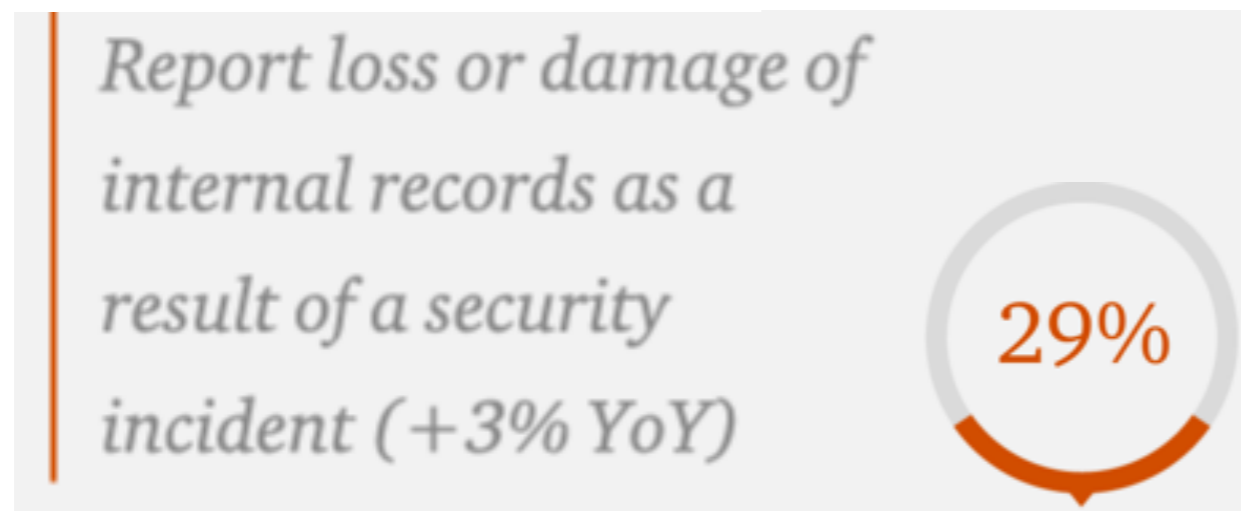 Report loss or damage of
internal records as a
result of a security
incident (+3% YoY)
29%